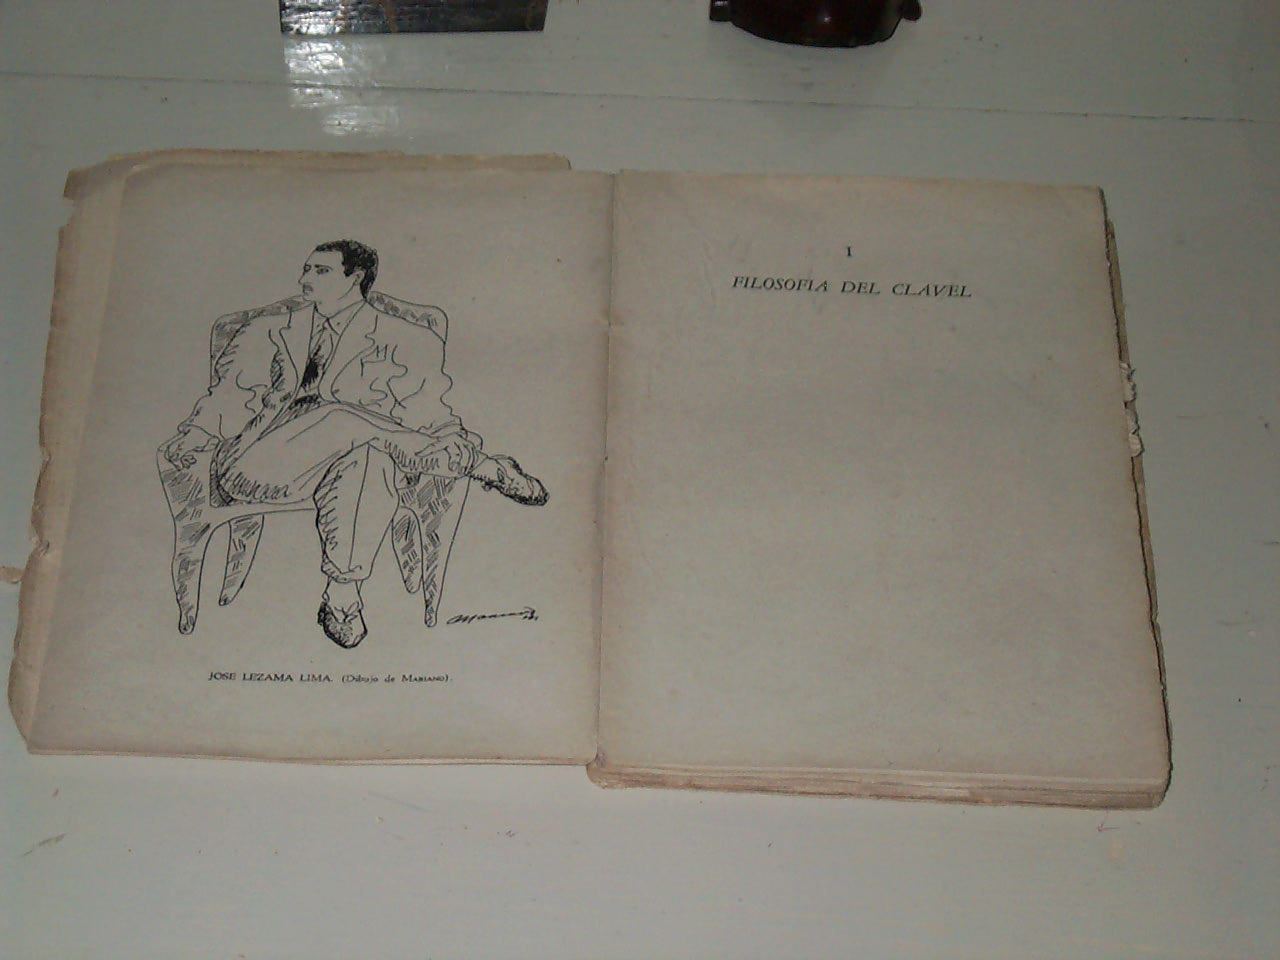 JOSE LEZAMA LIMA. (Dibujo de MARIANO).
I
FILOSOFIA DEL CLAVEL